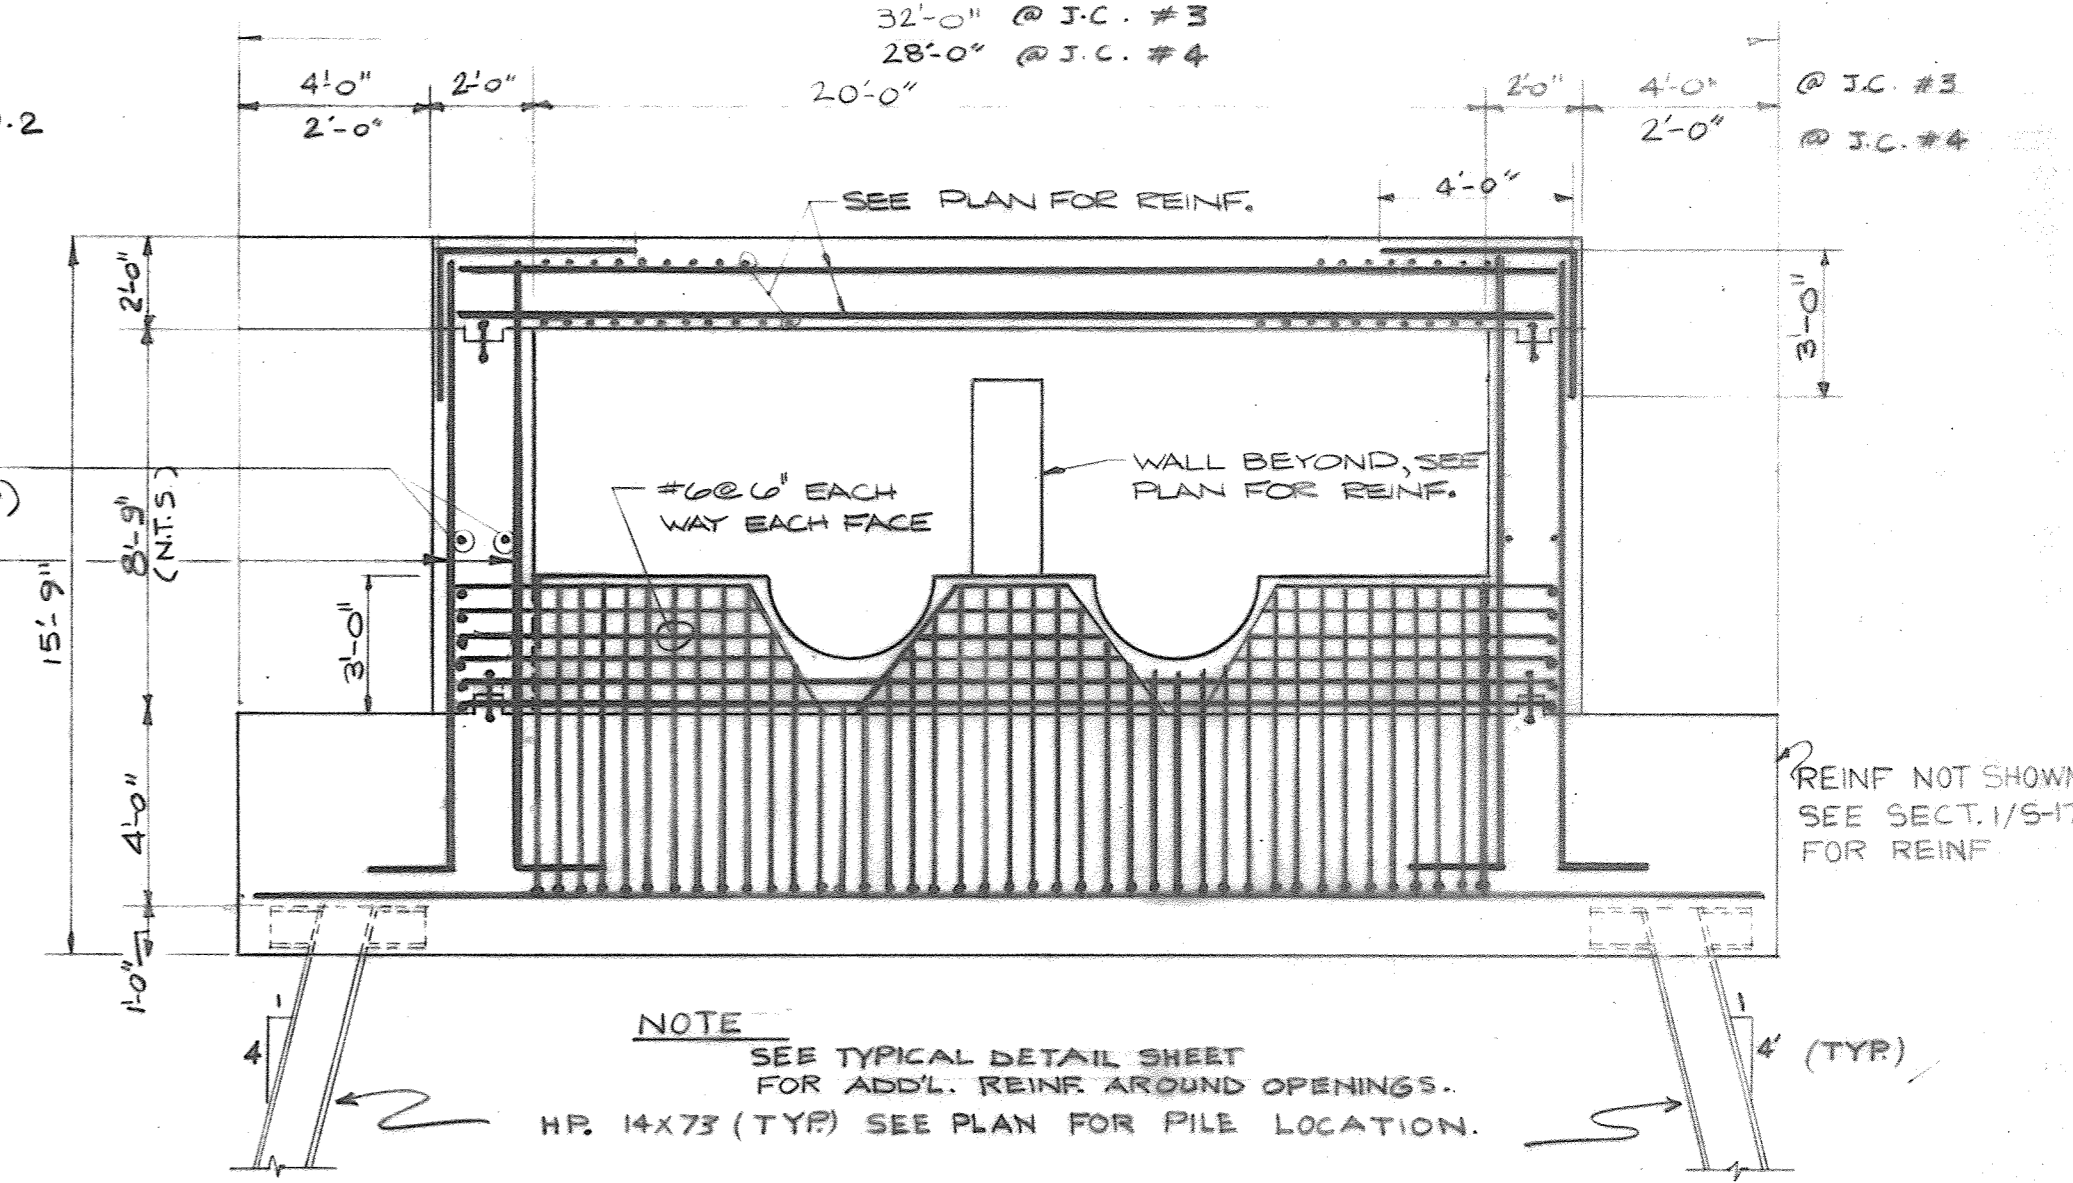 32'-0" @ J.C. #3
28'-0" @ J.C. #4
4'-0" 2'-0" 20'-0" 2'-0" 4'-0" @ J.C. #3
2'-0" 2'-0" @ J.C. #4
.2
SEE PLAN FOR REINF.
4'-0"
2'-0"
3'-0"
WALL BEYOND, SEE
PLAN FOR REINF.
#6@6" EACH
WAY EACH FACE
)
8'-9"
(N.T.S.)
15'-9"
3'-0"
4'-0"
1'-0"
REINF NOT SHOWN
SEE SECT. 1/S-17
FOR REINF
NOTE
SEE TYPICAL DETAIL SHEET
FOR ADD'L. REINF. AROUND OPENINGS.
HP. 14X73 (TYP.) SEE PLAN FOR PILE LOCATION.
1
4
1
4' (TYP.)